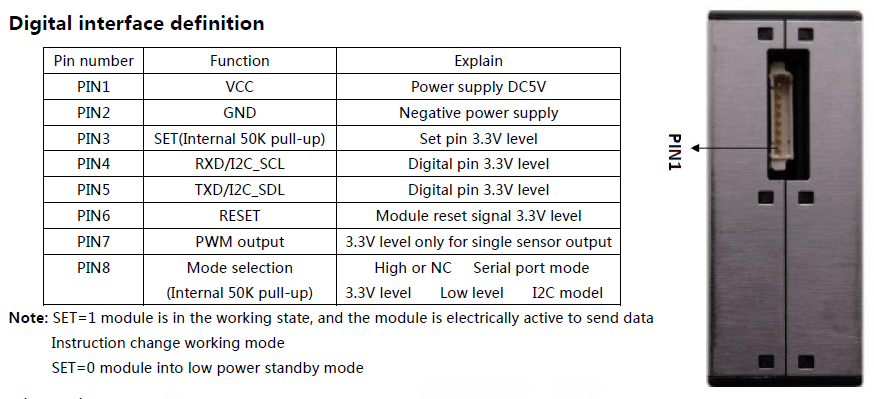 Digital interface definition
Pin number Function Explain
PIN1 VCC Power supply DC5V
PIN2 GND Negative power supply
PIN3 SET(Internal 50K pull-up) Set pin 3.3V level
PIN4 RXD/I2C_SCL Digital pin 3.3V level
PIN5 TXD/I2C_SDL Digital pin 3.3V level
PIN6 RESET Module reset signal 3.3V level
PIN7 PWM output 3.3V level only for single sensor output
PIN8 Mode selection High or NC Serial port mode
(Internal 50K pull-up) 3.3V level Low level I2C model
Note: SET=1 module is in the working state, and the module is electrically active to send data
Instruction change working mode
SET=0 module into low power standby mode
PIN1